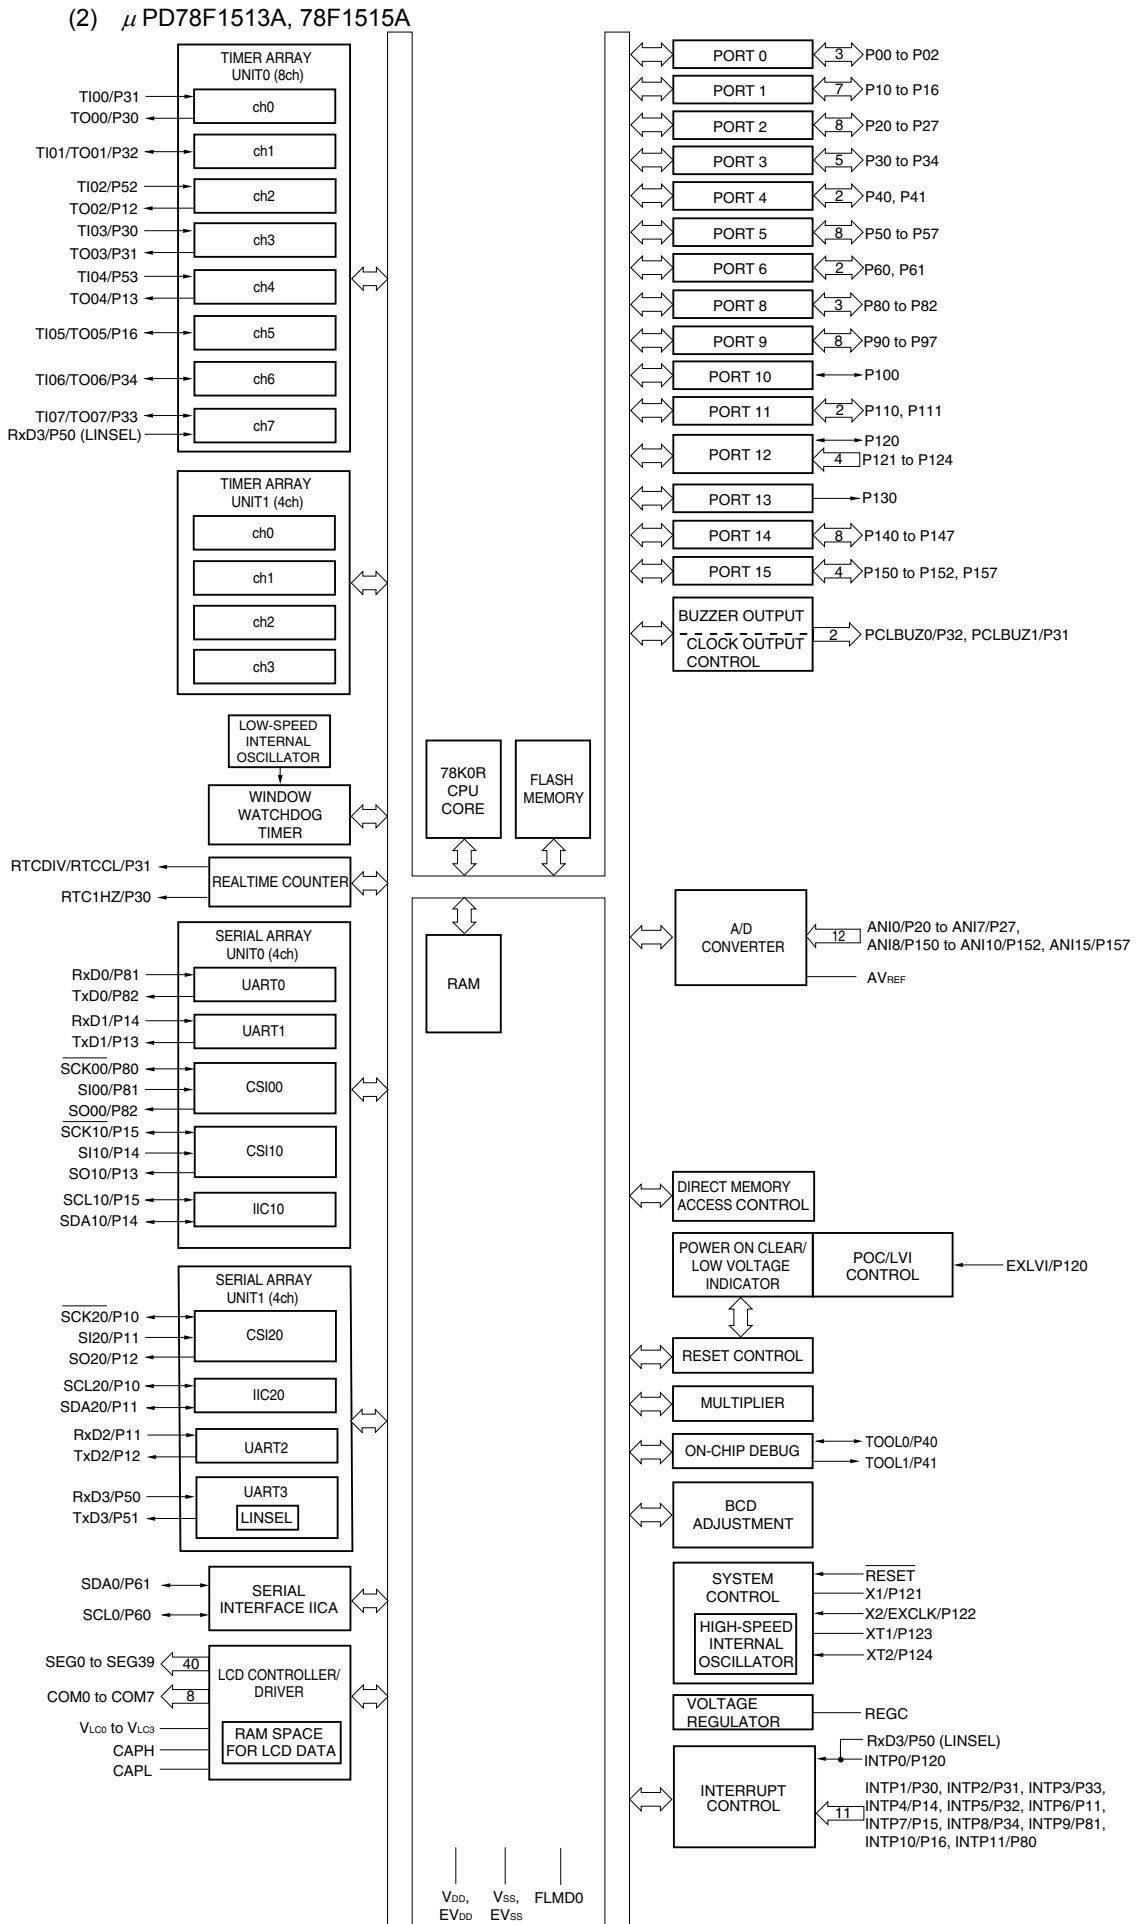 (2) μ PD78F1513A, 78F1515A
TIMER ARRAY
UNIT0 (8ch)
TI00/P31
TO00/P30
ch0
TI01/TO01/P32
ch1
TI02/P52
TO02/P12
ch2
TI03/P30
TO03/P31
ch3
TI04/P53
TO04/P13
ch4
TI05/TO05/P16
ch5
TI06/TO06/P34
ch6
TI07/TO07/P33
RxD3/P50 (LINSEL)
ch7
TIMER ARRAY
UNIT1 (4ch)
ch0
ch1
ch2
ch3
LOW-SPEED
INTERNAL
OSCILLATOR
WINDOW
WATCHDOG
TIMER
RTCDIV/RTCCL/P31
RTC1HZ/P30
REALTIME COUNTER
SERIAL ARRAY
UNIT0 (4ch)
RxD0/P81
TxD0/P82
UART0
RxD1/P14
TxD1/P13
UART1
SCK00/P80
SI00/P81
SO00/P82
CSI00
SCK10/P15
SI10/P14
SO10/P13
CSI10
SCL10/P15
SDA10/P14
IIC10
SERIAL ARRAY
UNIT1 (4ch)
SCK20/P10
SI20/P11
SO20/P12
CSI20
SCL20/P10
SDA20/P11
IIC20
RxD2/P11
TxD2/P12
UART2
RxD3/P50
TxD3/P51
UART3
LINSEL
SDA0/P61
SCL0/P60
SERIAL
INTERFACE IICA
SEG0 to SEG39
40
COM0 to COM7
8
VLC0 to VLC3
CAPH
CAPL
LCD CONTROLLER/
DRIVER
RAM SPACE
FOR LCD DATA
78K0R
CPU
CORE
FLASH
MEMORY
RAM
VDD,
EVDD
VSS,
EVSS
FLMD0
PORT 0
3
P00 to P02
PORT 1
7
P10 to P16
PORT 2
8
P20 to P27
PORT 3
5
P30 to P34
PORT 4
2
P40, P41
PORT 5
8
P50 to P57
PORT 6
2
P60, P61
PORT 8
3
P80 to P82
PORT 9
8
P90 to P97
PORT 10
P100
PORT 11
2
P110, P111
PORT 12
P120
4
P121 to P124
PORT 13
P130
PORT 14
8
P140 to P147
PORT 15
4
P150 to P152, P157
BUZZER OUTPUT
CLOCK OUTPUT
CONTROL
2
PCLBUZ0/P32, PCLBUZ1/P31
A/D
CONVERTER
12
ANI0/P20 to ANI7/P27,
ANI8/P150 to ANI10/P152, ANI15/P157
AVREF
DIRECT MEMORY
ACCESS CONTROL
POWER ON CLEAR/
LOW VOLTAGE
INDICATOR
POC/LVI
CONTROL
EXLVI/P120
RESET CONTROL
MULTIPLIER
ON-CHIP DEBUG
TOOL0/P40
TOOL1/P41
BCD
ADJUSTMENT
SYSTEM
CONTROL
HIGH-SPEED
INTERNAL
OSCILLATOR
RESET
X1/P121
X2/EXCLK/P122
XT1/P123
XT2/P124
VOLTAGE
REGULATOR
REGC
INTERRUPT
CONTROL
RxD3/P50 (LINSEL)
INTP0/P120
11
INTP1/P30, INTP2/P31, INTP3/P33,
INTP4/P14, INTP5/P32, INTP6/P11,
INTP7/P15, INTP8/P34, INTP9/P81,
INTP10/P16, INTP11/P80